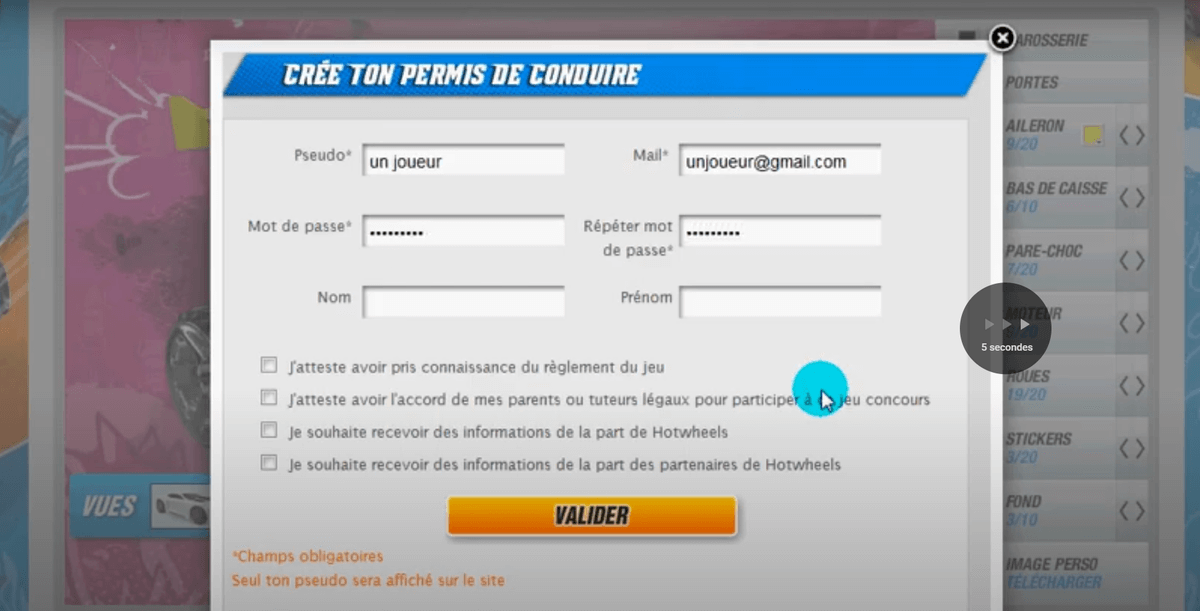 CRÉE TON PERMIS DE CONDUIRE
Pseudo*
un joueur
Mail*
unjoueur@gmail.com
Mot de passe*
•••••••••
Répêter mot
de passe*
•••••••••
Nom
Prénom
J'atteste avoir pris connaissance du règlement du jeu
J'atteste avoir l'accord de mes parents ou tuteurs légaux pour participer à jeu concours
Je souhaite recevoir des informations de la part de Hotwheels
Je souhaite recevoir des informations de la part des partenaires de Hotwheels
VALIDER
*Champs obligatoires
Seul ton pseudo sera affiché sur le site
VUES
AROSSERIE
PORTES
AILERON
9/20
BAS DE CAISSE
6/10
PARE-CHOC
7/20
MOTEUR
5 secondes
ROUES
19/20
STICKERS
3/20
FOND
3/10
IMAGE PERSO
TÉLÉCHARGER